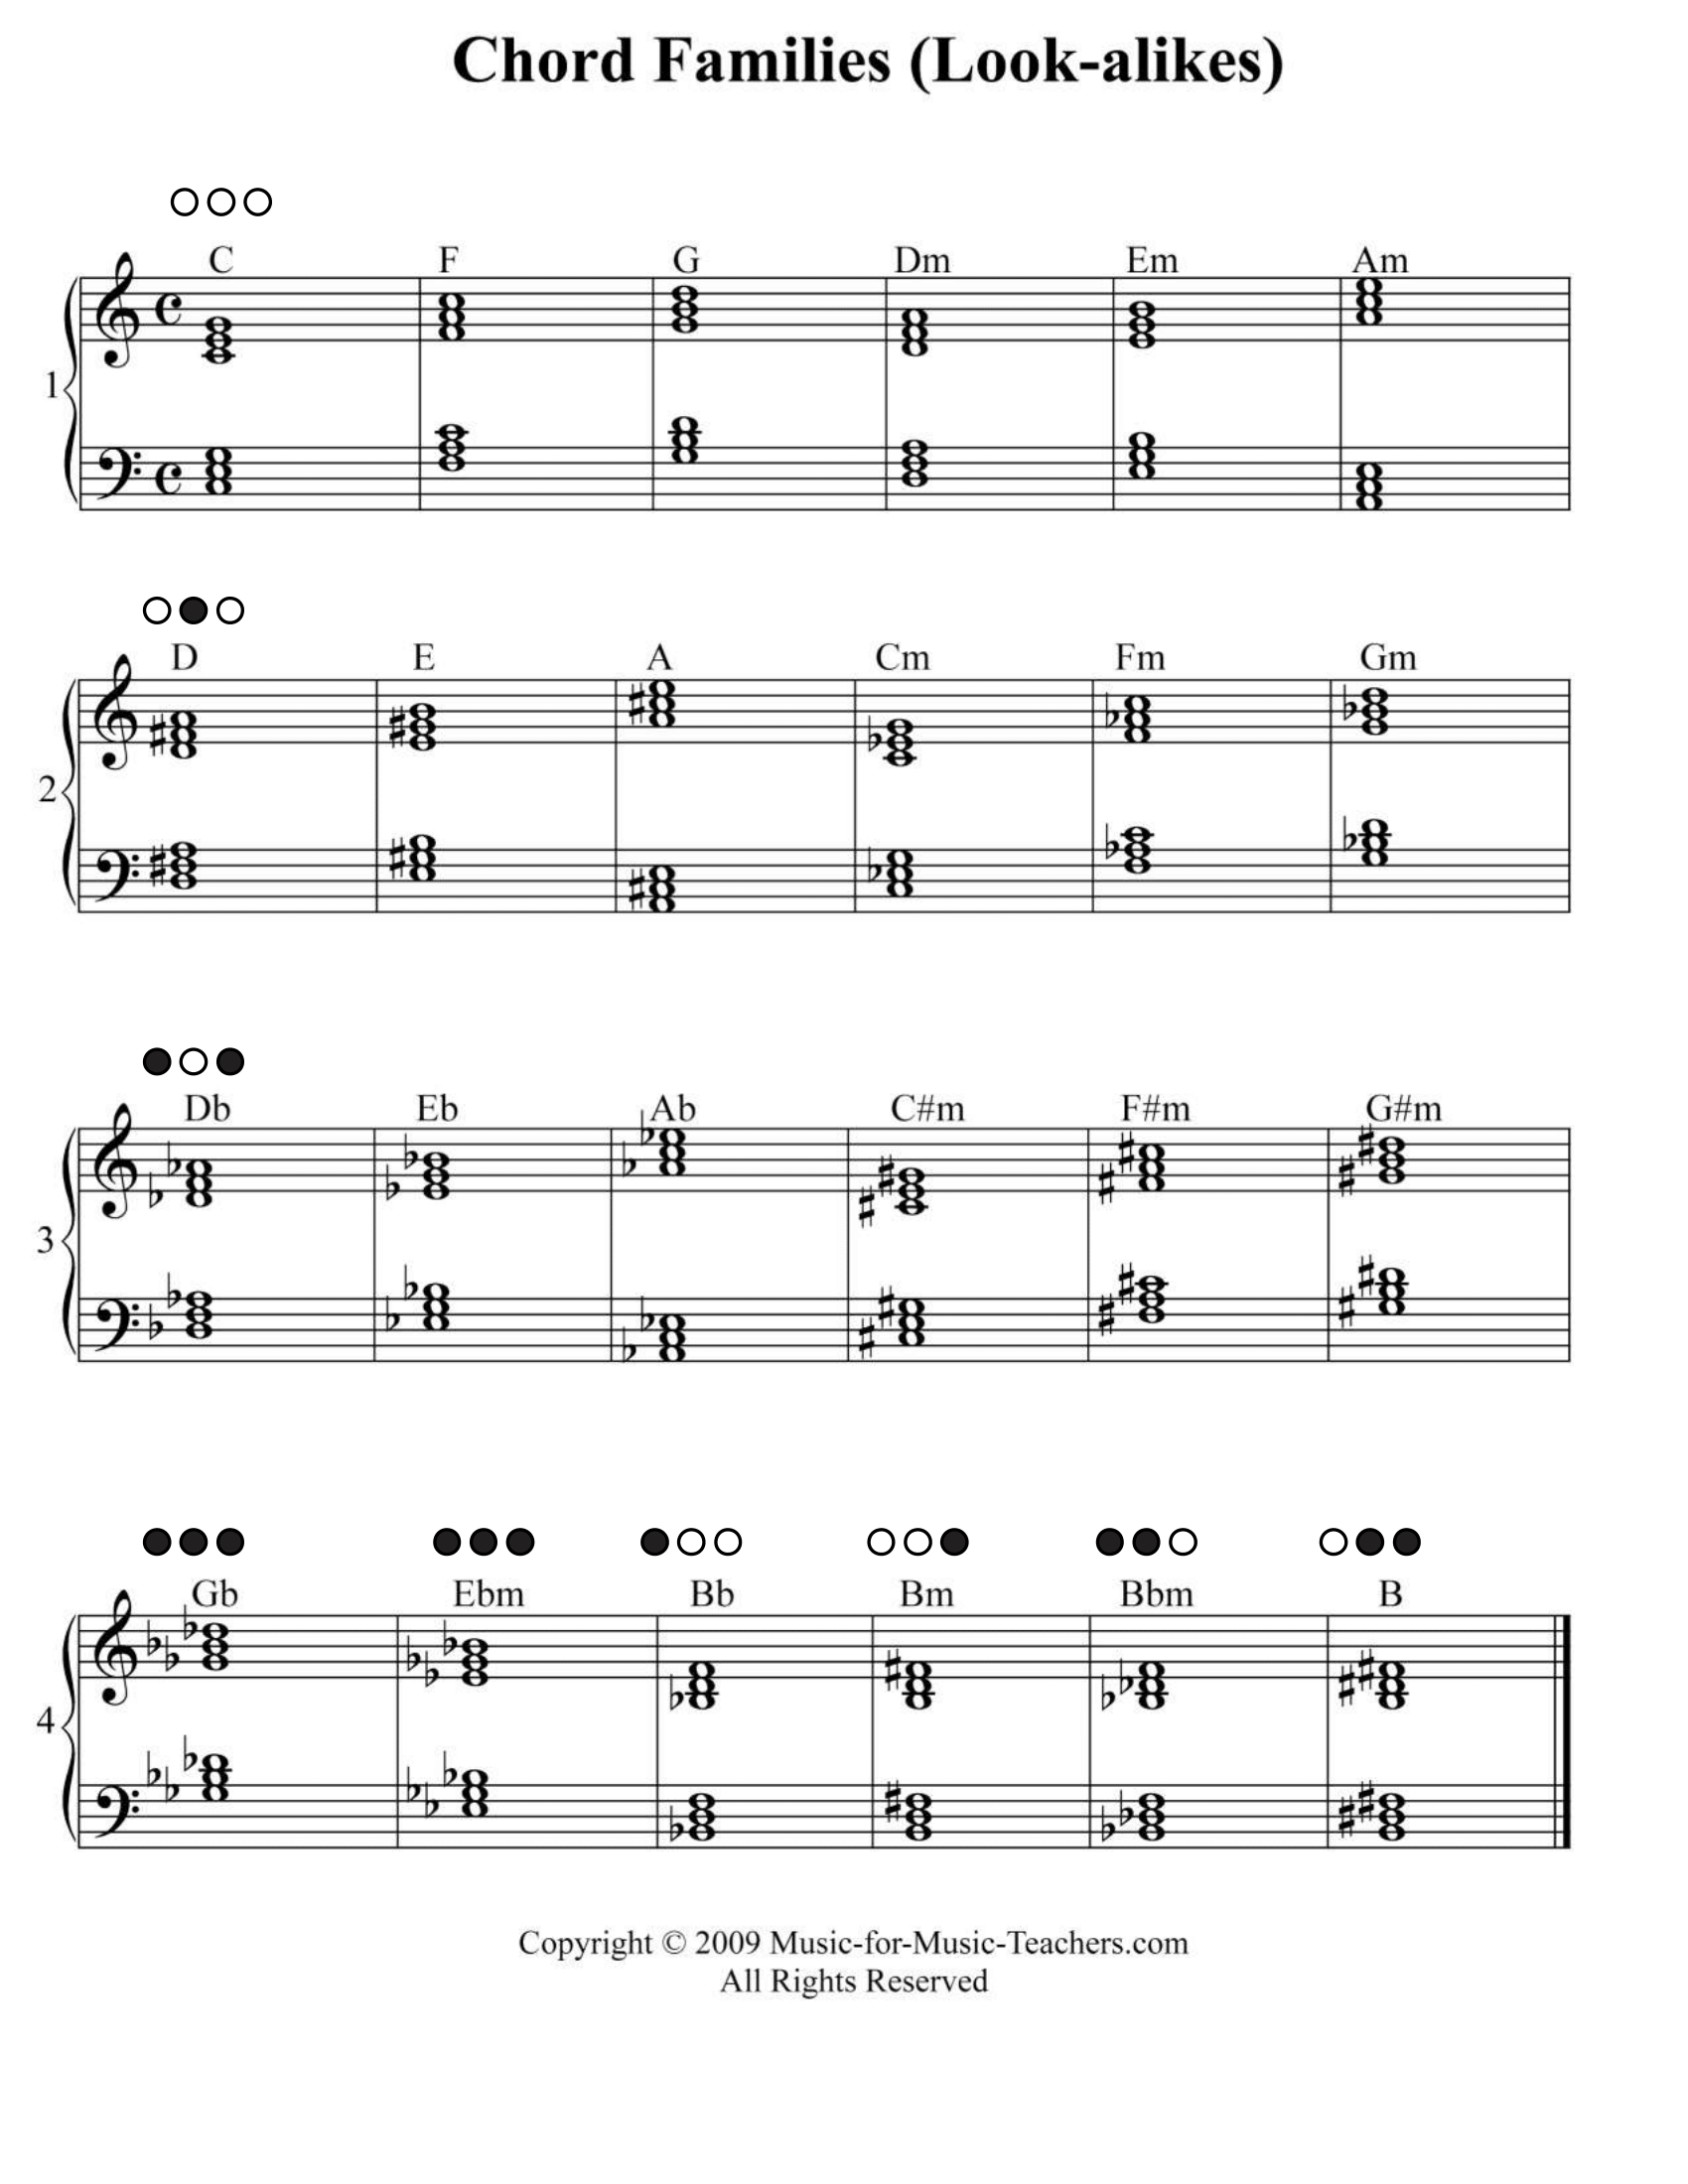 Chord Families (Look-alikes)
C F G Dm Em Am
1
D E A Cm Fm Gm
2
Db Eb Ab C#m F#m G#m
3
Gb Ebm Bb Bm Bbm B
4
Copyright © 2009 Music-for-Music-Teachers.com
All Rights Reserved